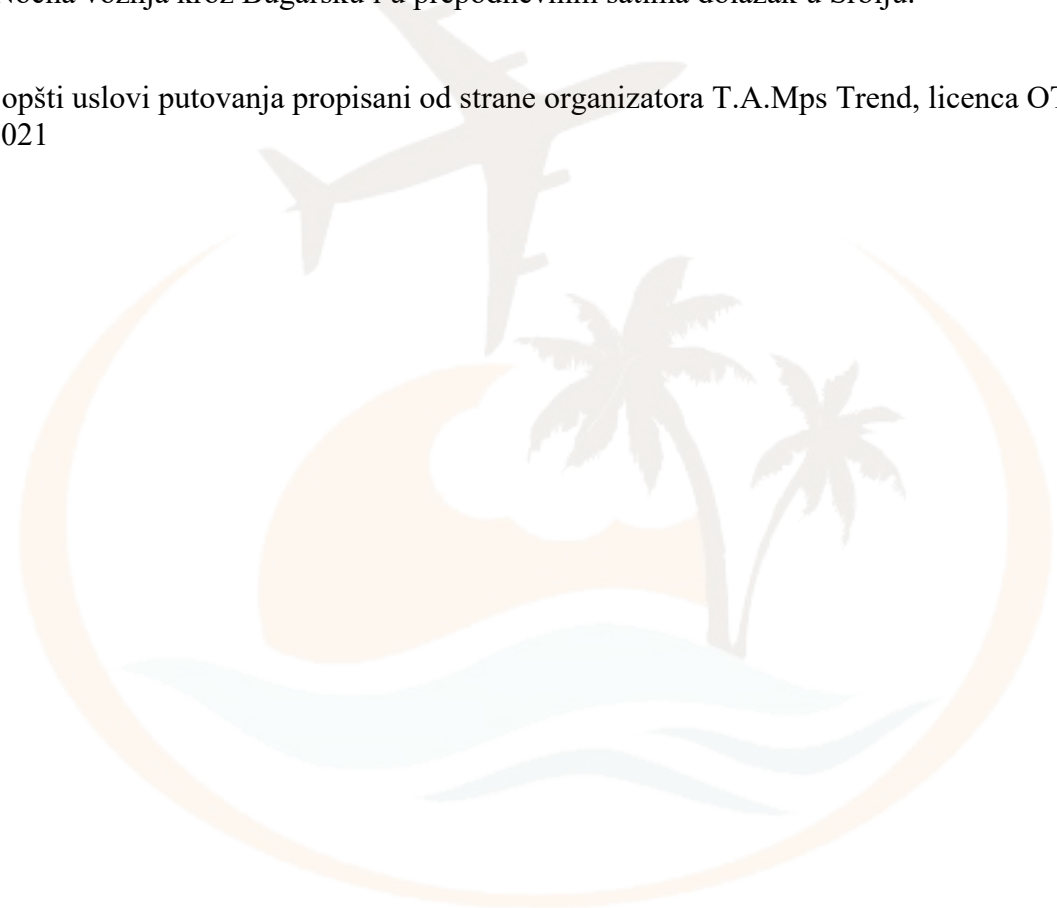 Noćna vožnja kroz Bugarsku i u prepodnevnim satima dolazak u Srbiju.
opšti uslovi putovanja propisani od strane organizatora T.A.Mps Trend, licenca
021